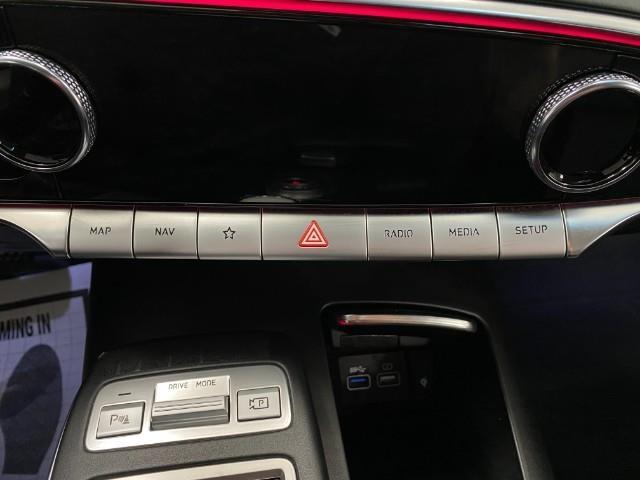 MAP NAV RADIO MEDIA SETUP
MING IN
DRIVE MODE
P
P